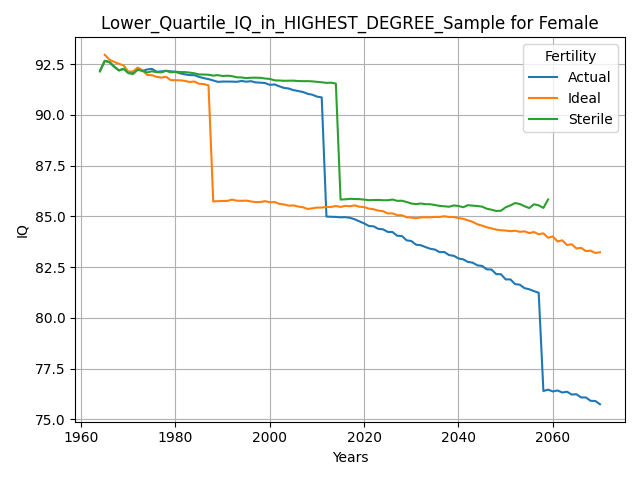 Lower_Quartile_IQ_in_HIGHEST_DEGREE_Sample for Female
Fertility
Actual
Ideal
Sterile
92.5
90.0
87.5
85.0
82.5
80.0
77.5
75.0
IQ
1960
1980
2000
2020
2040
2060
Years